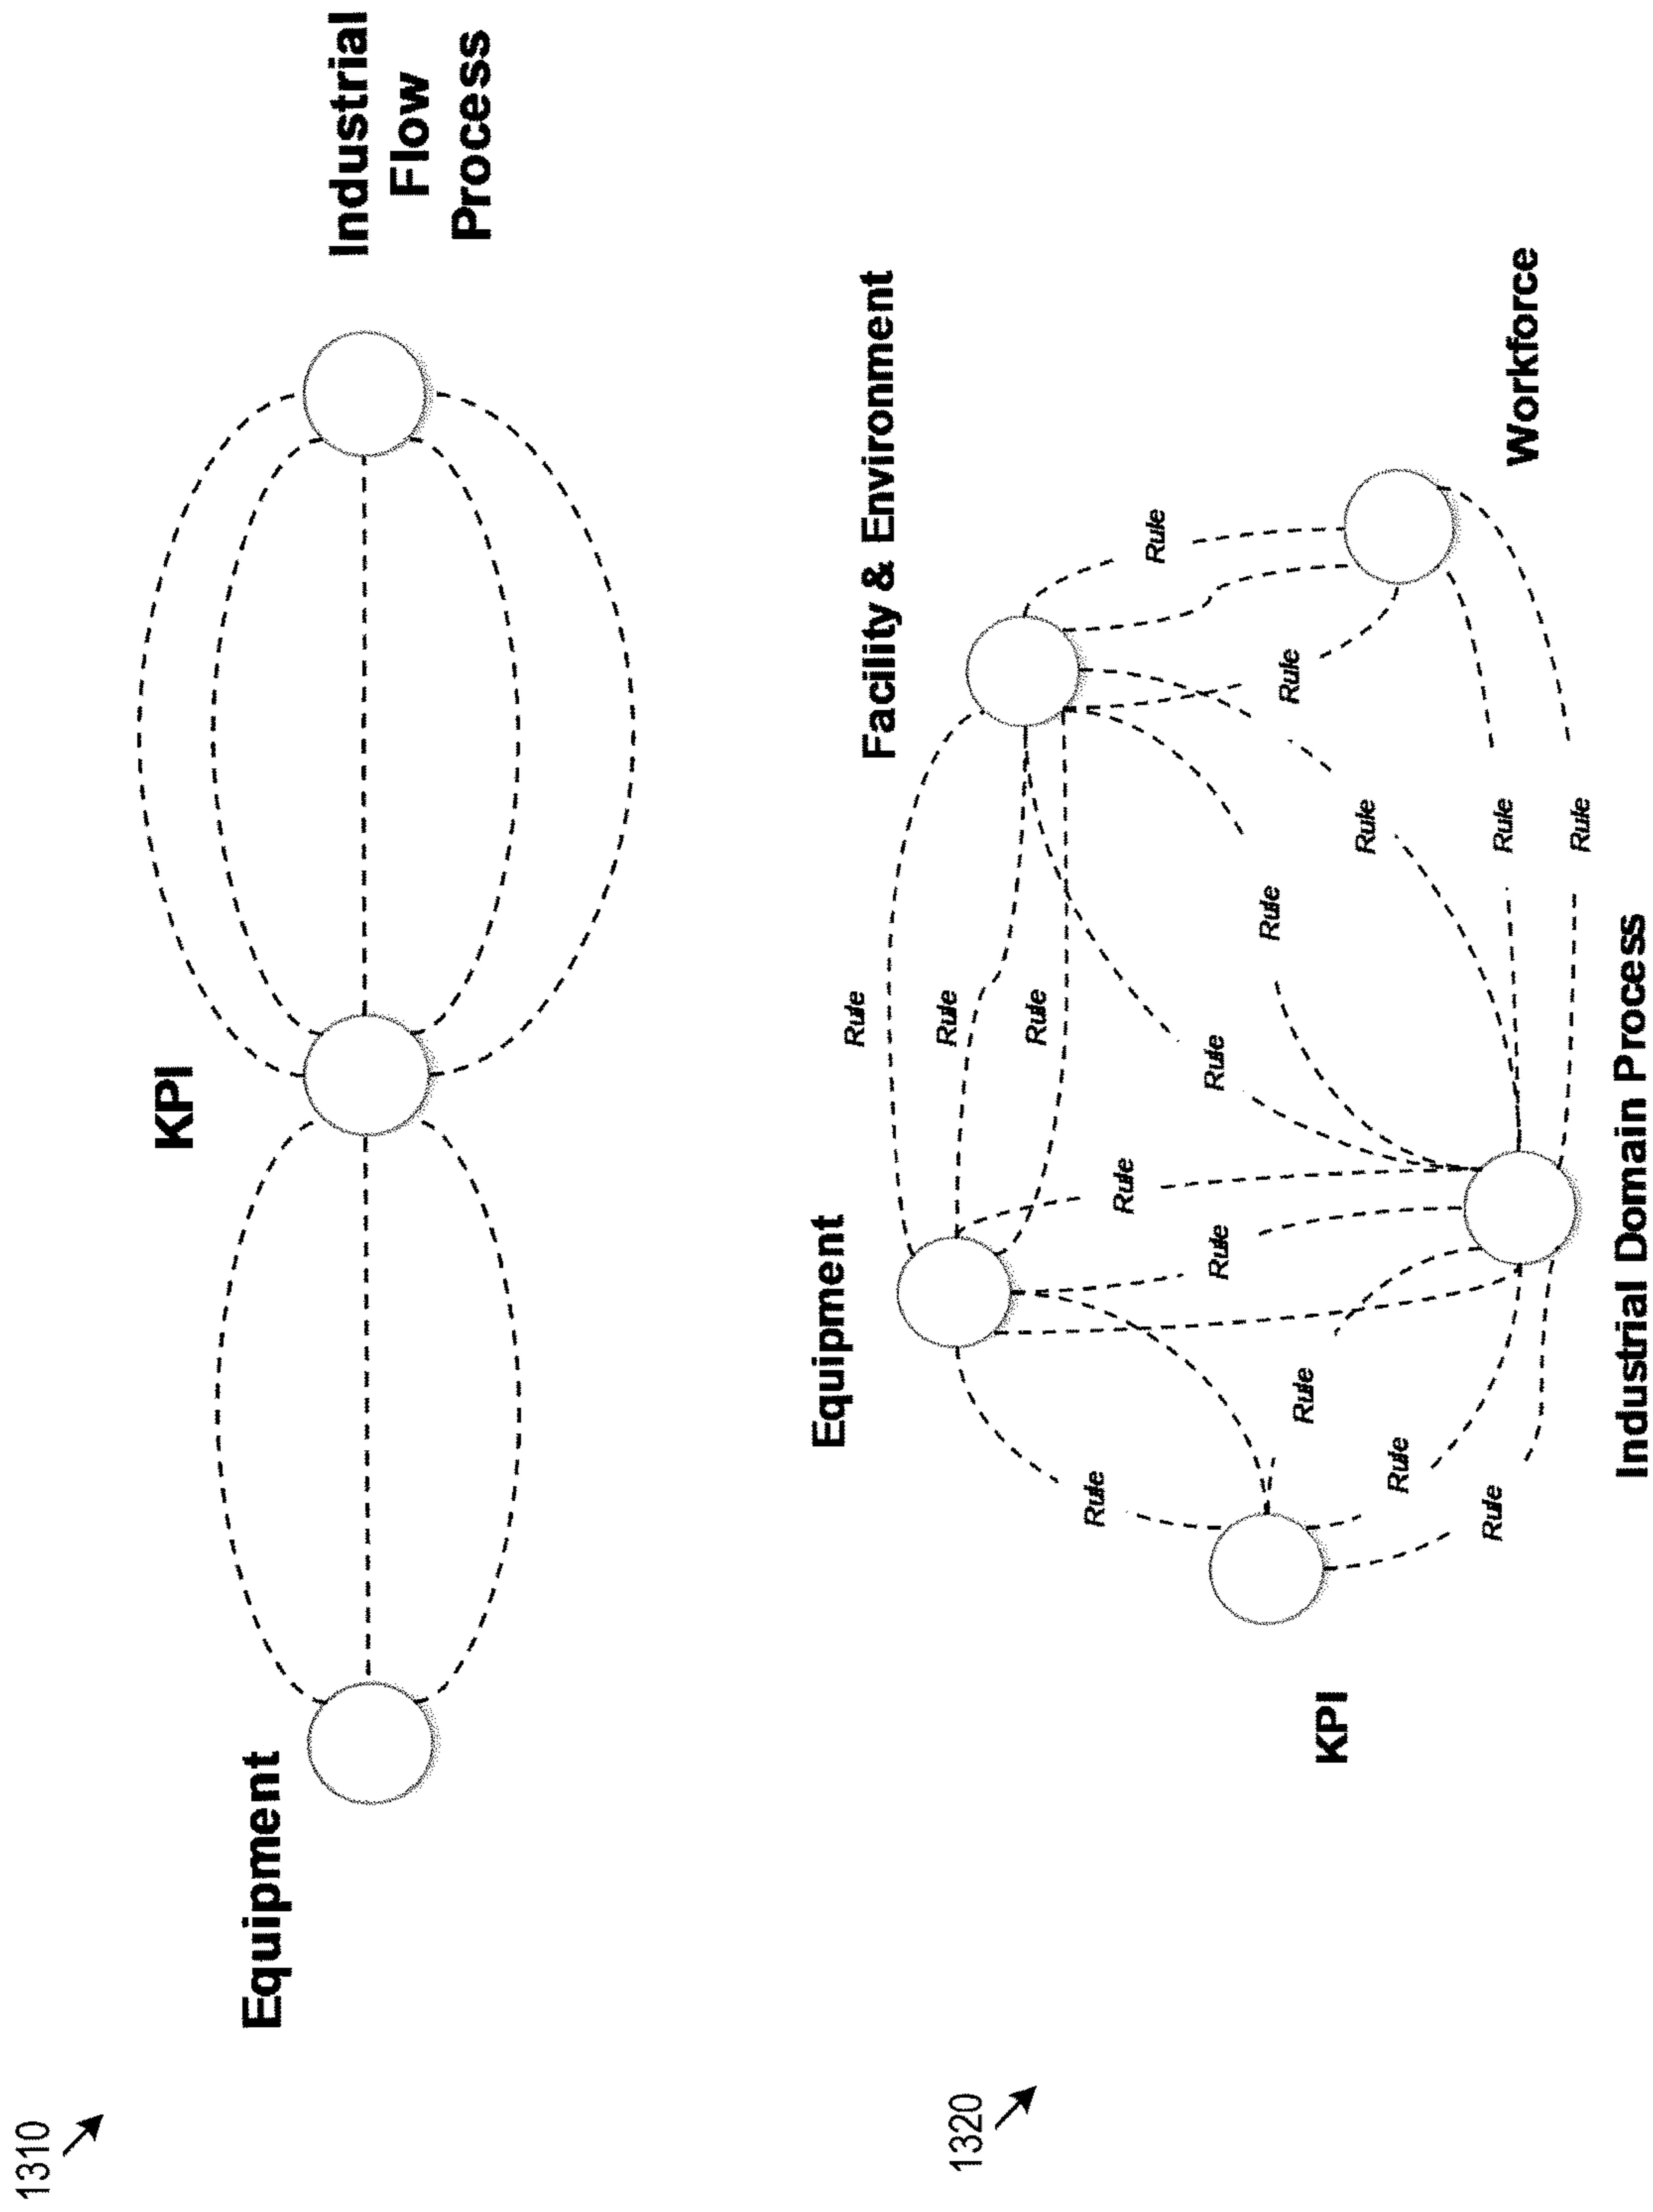 1310
KPI
Equipment
Industrial
Flow
Process
1320
Equipment
Facility & Environment
Rule
Rule
Rule
Rule
Rule
Rule
Rule
Rule
Rule
Rule
Rule
KPI
Rule
Rule
Rule
Rule
Workforce
Rule
Industrial Domain Process